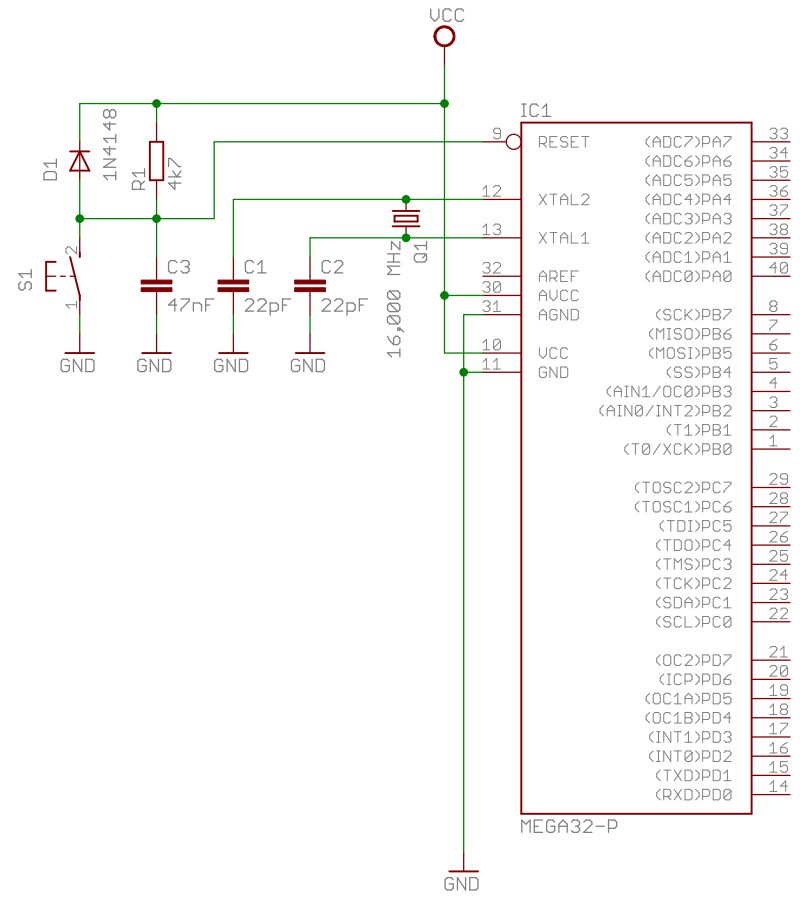 VCC
IC1
D1
1N4148
R1
4k7
S1
2
1
C3
47nF
C1
22pF
C2
22pF
16,000 MHz
Q1
GND
GND
GND
GND
9 RESET
12 XTAL2
13 XTAL1
32 AREF
30 AVCC
31 AGND
10 VCC
11 GND
(ADC7)PA7 33
(ADC6)PA6 34
(ADC5)PA5 35
(ADC4)PA4 36
(ADC3)PA3 37
(ADC2)PA2 38
(ADC1)PA1 39
(ADC0)PA0 40
(SCK)PB7 8
(MISO)PB6 7
(MOSI)PB5 6
(SS)PB4 5
(AIN1/OC0)PB3 4
(AIN0/INT2)PB2 3
(T1)PB1 2
(T0/XCK)PB0 1
(TOSC2)PC7 29
(TOSC1)PC6 28
(TDI)PC5 27
(TDO)PC4 26
(TMS)PC3 25
(TCK)PC2 24
(SDA)PC1 23
(SCL)PC0 22
(OC2)PD7 21
(ICP)PD6 20
(OC1A)PD5 19
(OC1B)PD4 18
(INT1)PD3 17
(INT0)PD2 16
(TXD)PD1 15
(RXD)PD0 14
MEGA32-P
GND